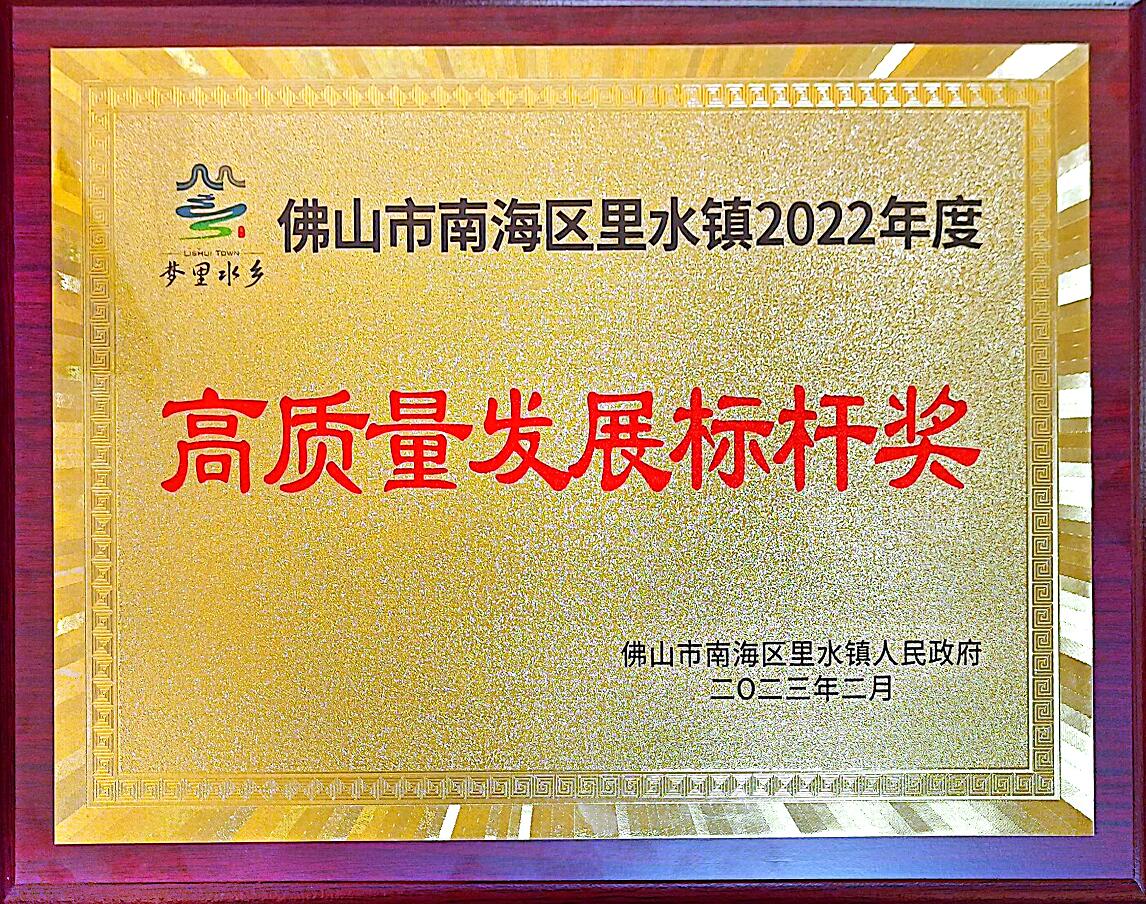 佛山市南海区里水镇2022年度
LISHUI TOWN
梦里水乡
高质量发展标杆奖
佛山市南海区里水镇人民政府
二〇二三年二月